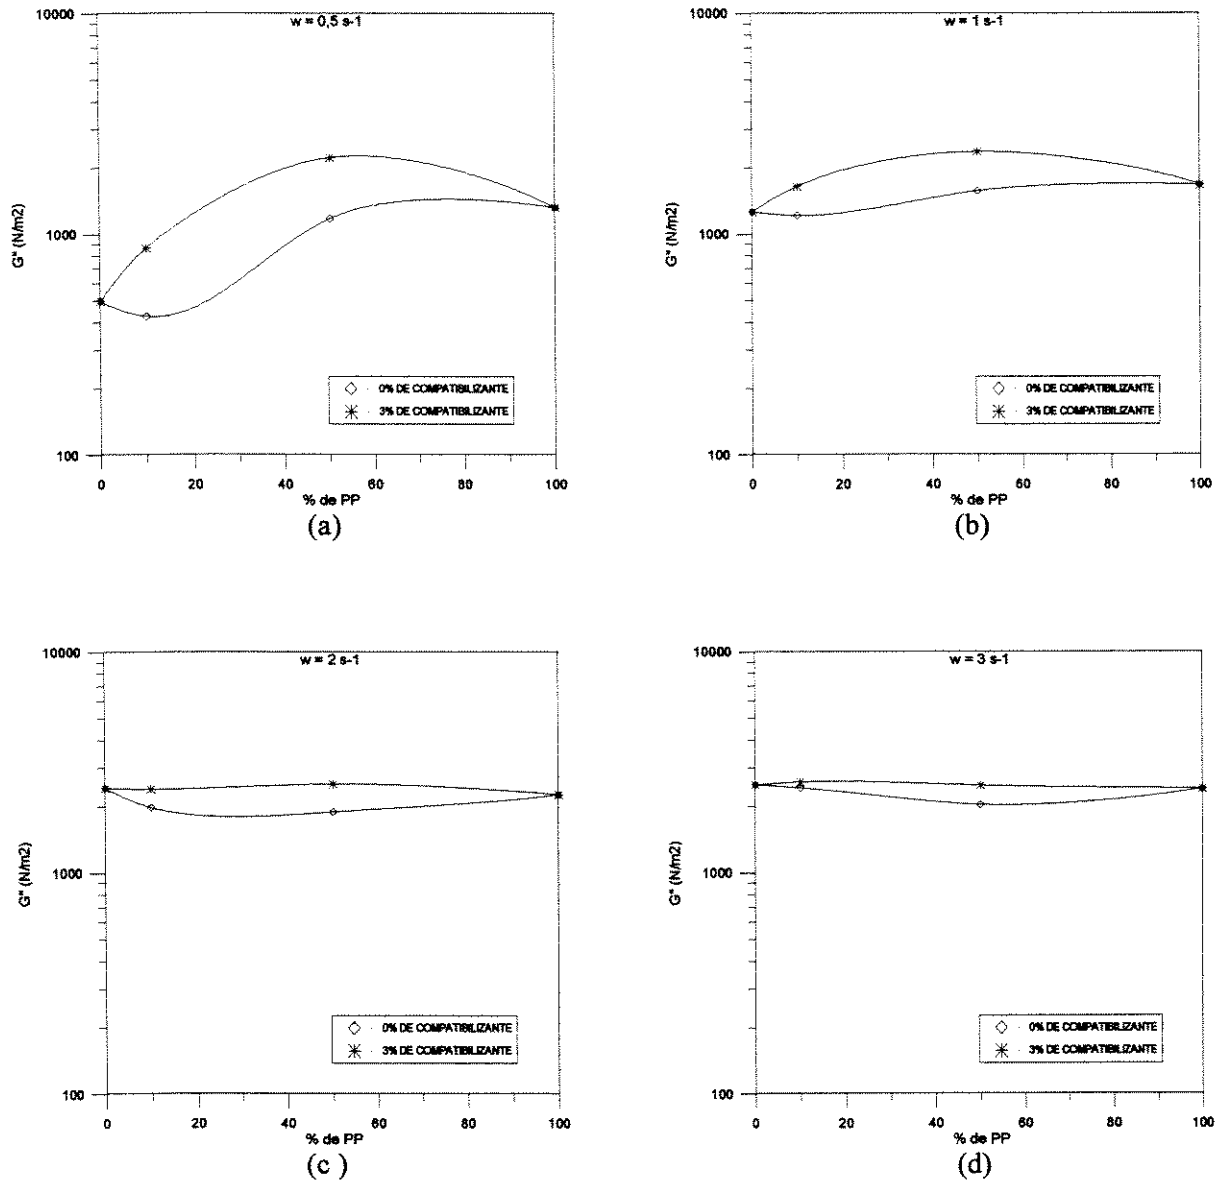 w = 0,5 s-1
10000
1000
100
G" (N/m2)
0% DE COMPATIBILIZANTE
3% DE COMPATIBILIZANTE
0 20 40 60 80 100
% de PP
(a)
w = 1 s-1
10000
1000
100
G" (N/m2)
0% DE COMPATIBILIZANTE
3% DE COMPATIBILIZANTE
0 20 40 60 80 100
% de PP
(b)
w = 2 s-1
10000
1000
100
G" (N/m2)
0% DE COMPATIBILIZANTE
3% DE COMPATIBILIZANTE
0 20 40 60 80 100
% de PP
(c )
w = 3 s-1
10000
1000
100
G" (N/m2)
0% DE COMPATIBILIZANTE
3% DE COMPATIBILIZANTE
0 20 40 60 80 100
% de PP
(d)